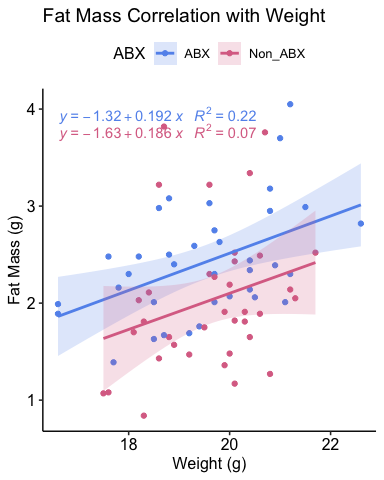 Fat Mass Correlation with Weight
ABX ABX Non_ABX
y = −1.32 + 0.192 x R² = 0.22
y = −1.63 + 0.186 x R² = 0.07
4
3
2
1
Fat Mass (g)
18 20 22
Weight (g)